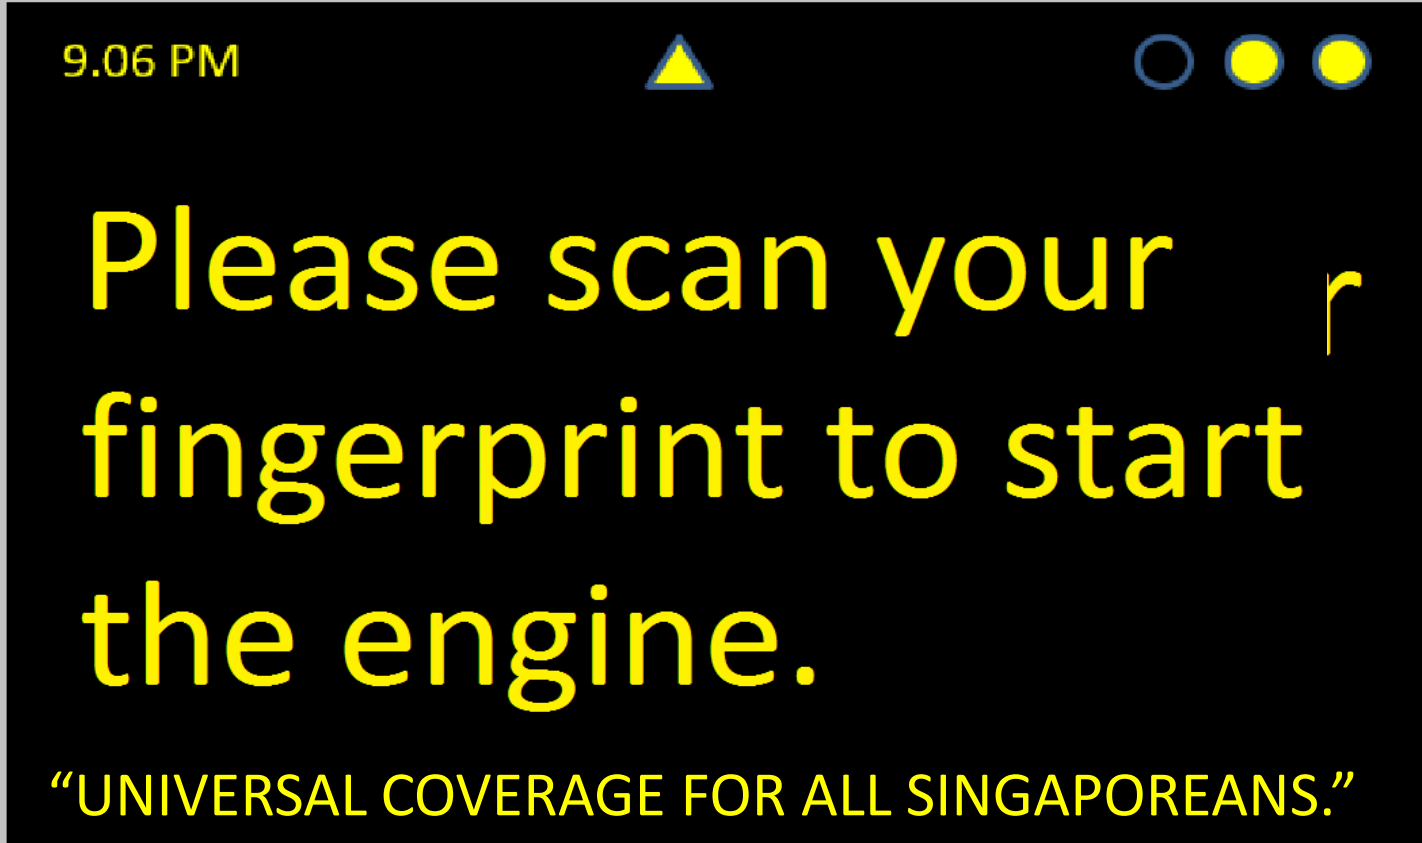 9.06 PM
Please scan your
r
fingerprint to start
the engine.
“UNIVERSAL COVERAGE FOR ALL SINGAPOREANS.”